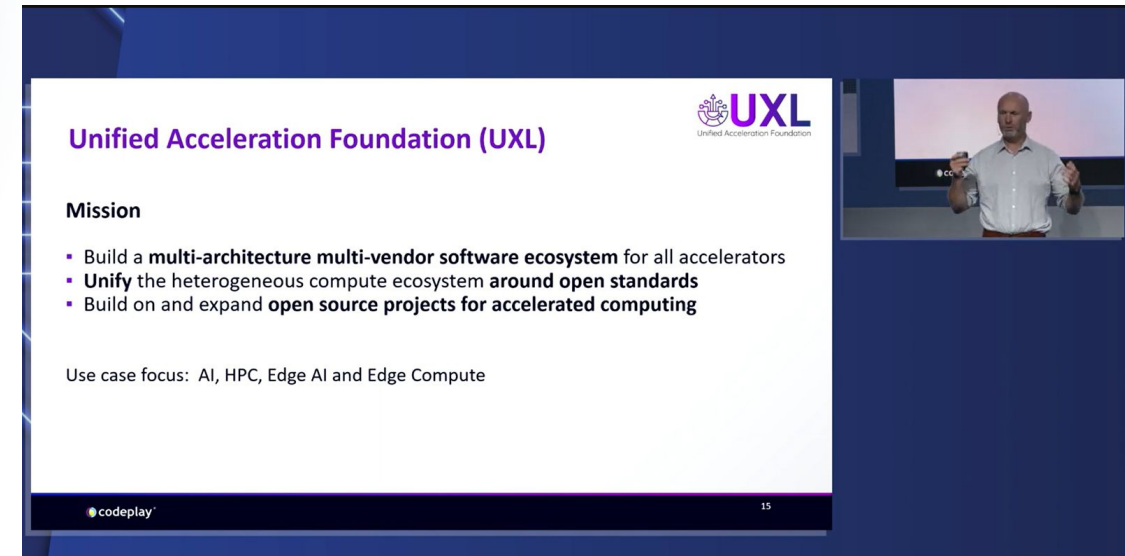 UXL
Unified Acceleration Foundation
Unified Acceleration Foundation (UXL)
Mission
▪ Build a multi-architecture multi-vendor software ecosystem for all accelerators
▪ Unify the heterogeneous compute ecosystem around open standards
▪ Build on and expand open source projects for accelerated computing
Use case focus: AI, HPC, Edge AI and Edge Compute
codeplay
15